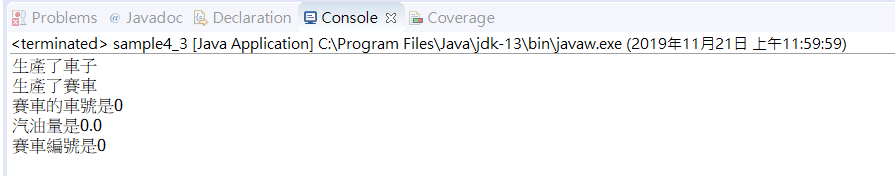 Problems @ Javadoc Declaration Console Coverage
<terminated> sample4_3 [Java Application] C:\Program Files\Java\jdk-13\bin\javaw.exe (2019年11月21日 上午11:59:59)
生產了車子
生產了賽車
賽車的車號是0
汽油量是0.0
賽車編號是0